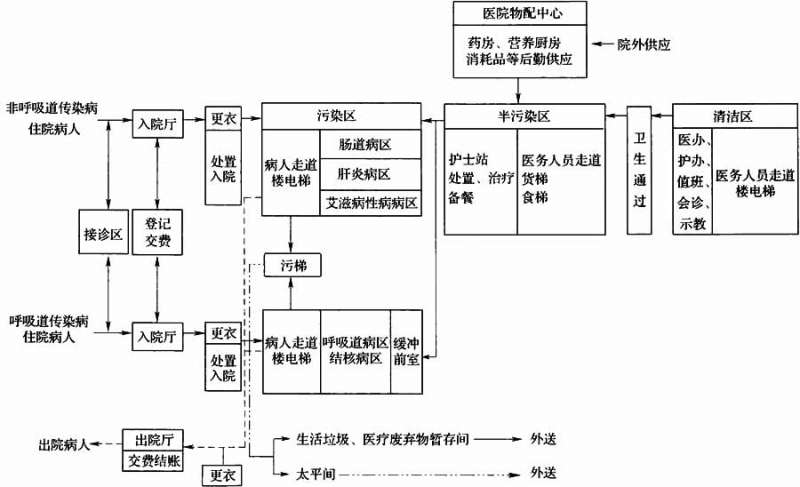 医院物配中心
药房、营养厨房
消耗品等后勤供应
院外供应
非呼吸道传染病
住院病人
入院厅
更衣
处置
入院
污染区
病人走道
楼电梯
肠道病区
肝炎病区
艾滋病性病病区
半污染区
护士站
处置、治疗
备餐
医务人员走道
货梯
食梯
卫生通过
清洁区
医办、
护办、
值班、
会诊、
示教
医务人员走道
楼电梯
接诊区
登记
交费
污梯
呼吸道传染病
住院病人
入院厅
更衣
处置
入院
病人走道
楼电梯
呼吸道病区
结核病区
缓冲
前室
出院病人
出院厅
交费结账
更衣
生活垃圾、医疗废弃物暂存间
外送
太平间
外送